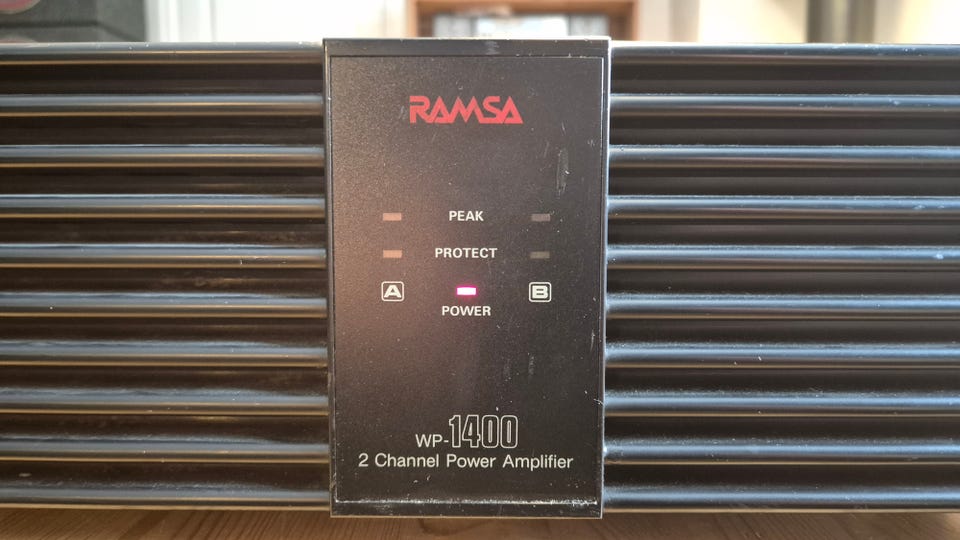 RAMSA
PEAK
PROTECT
A B
POWER
WP-1400
2 Channel Power Amplifier